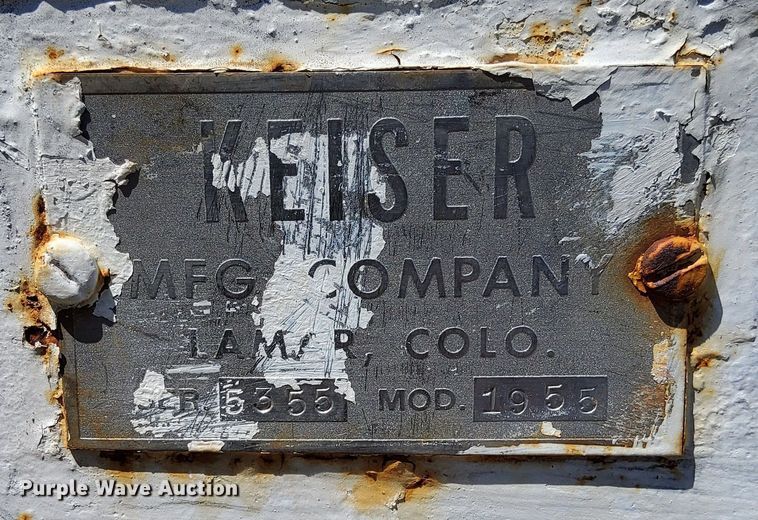 KEISER
MFG. COMPANY
LAMAR, COLO.
SER. 5355 MOD. 1955
Purple Wave Auction